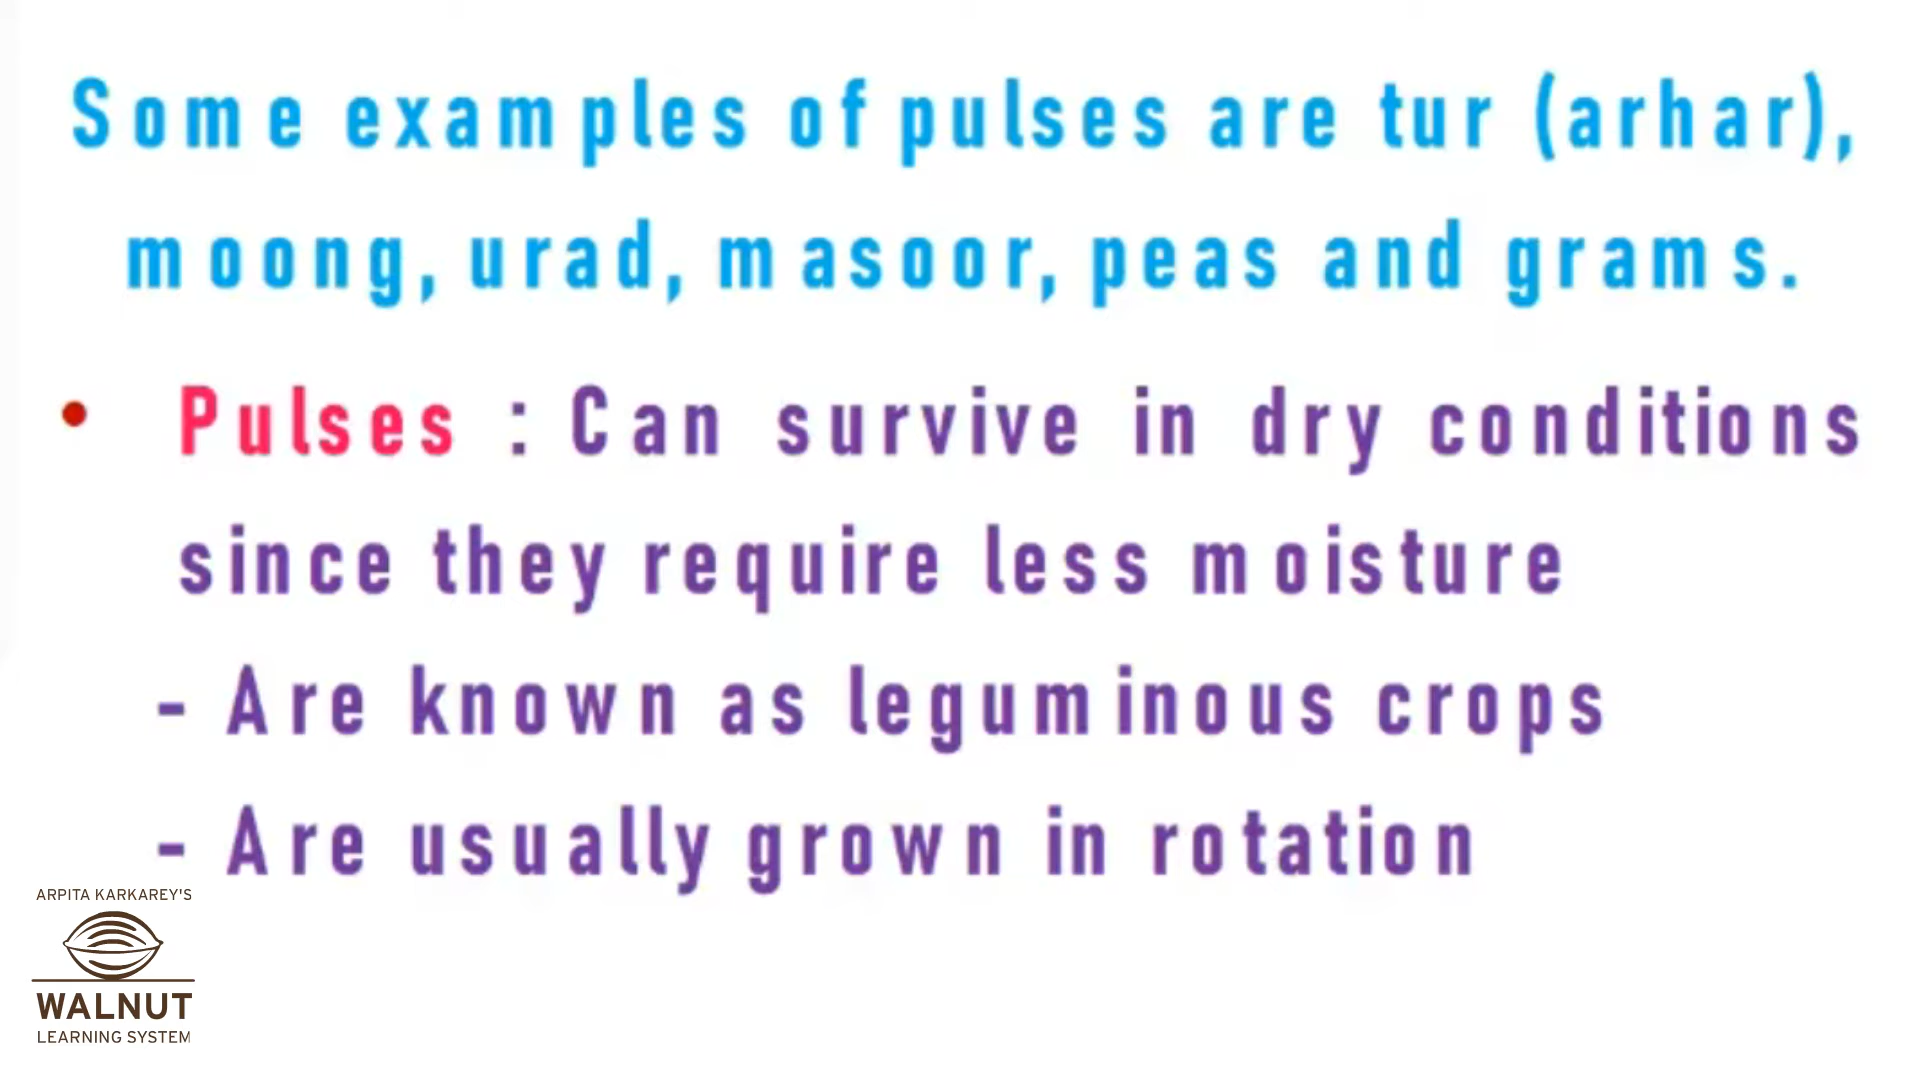 Some examples of pulses are tur (arhar),
moong, urad, masoor, peas and grams.
• Pulses : Can survive in dry conditions
since they require less moisture
- Are known as leguminous crops
- Are usually grown in rotation
ARPITA KARKAREY'S
WALNUT
LEARNING SYSTEM